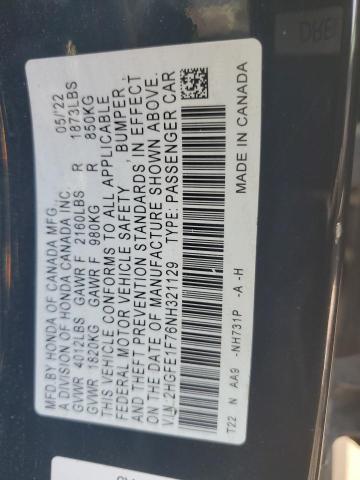 MFD BY HONDA OF CANADA MFG. 05/22
A DIVISION OF HONDA CANADA INC.
GVWR 4012LBS GAWR F 2160LBS R 1873LBS
GVWR 1820KG GAWR F 980KG R 850KG
THIS VEHICLE CONFORMS TO ALL APPLICABLE
FEDERAL MOTOR VEHICLE SAFETY, BUMPER,
AND THEFT PREVENTION STANDARDS IN EFFECT
ON THE DATE OF MANUFACTURE SHOWN ABOVE.
V.I.N. 2HGFE1F76NH321129 TYPE: PASSENGER CAR
T22 N AA9 -NH731P -A -H MADE IN CANADA
DRE